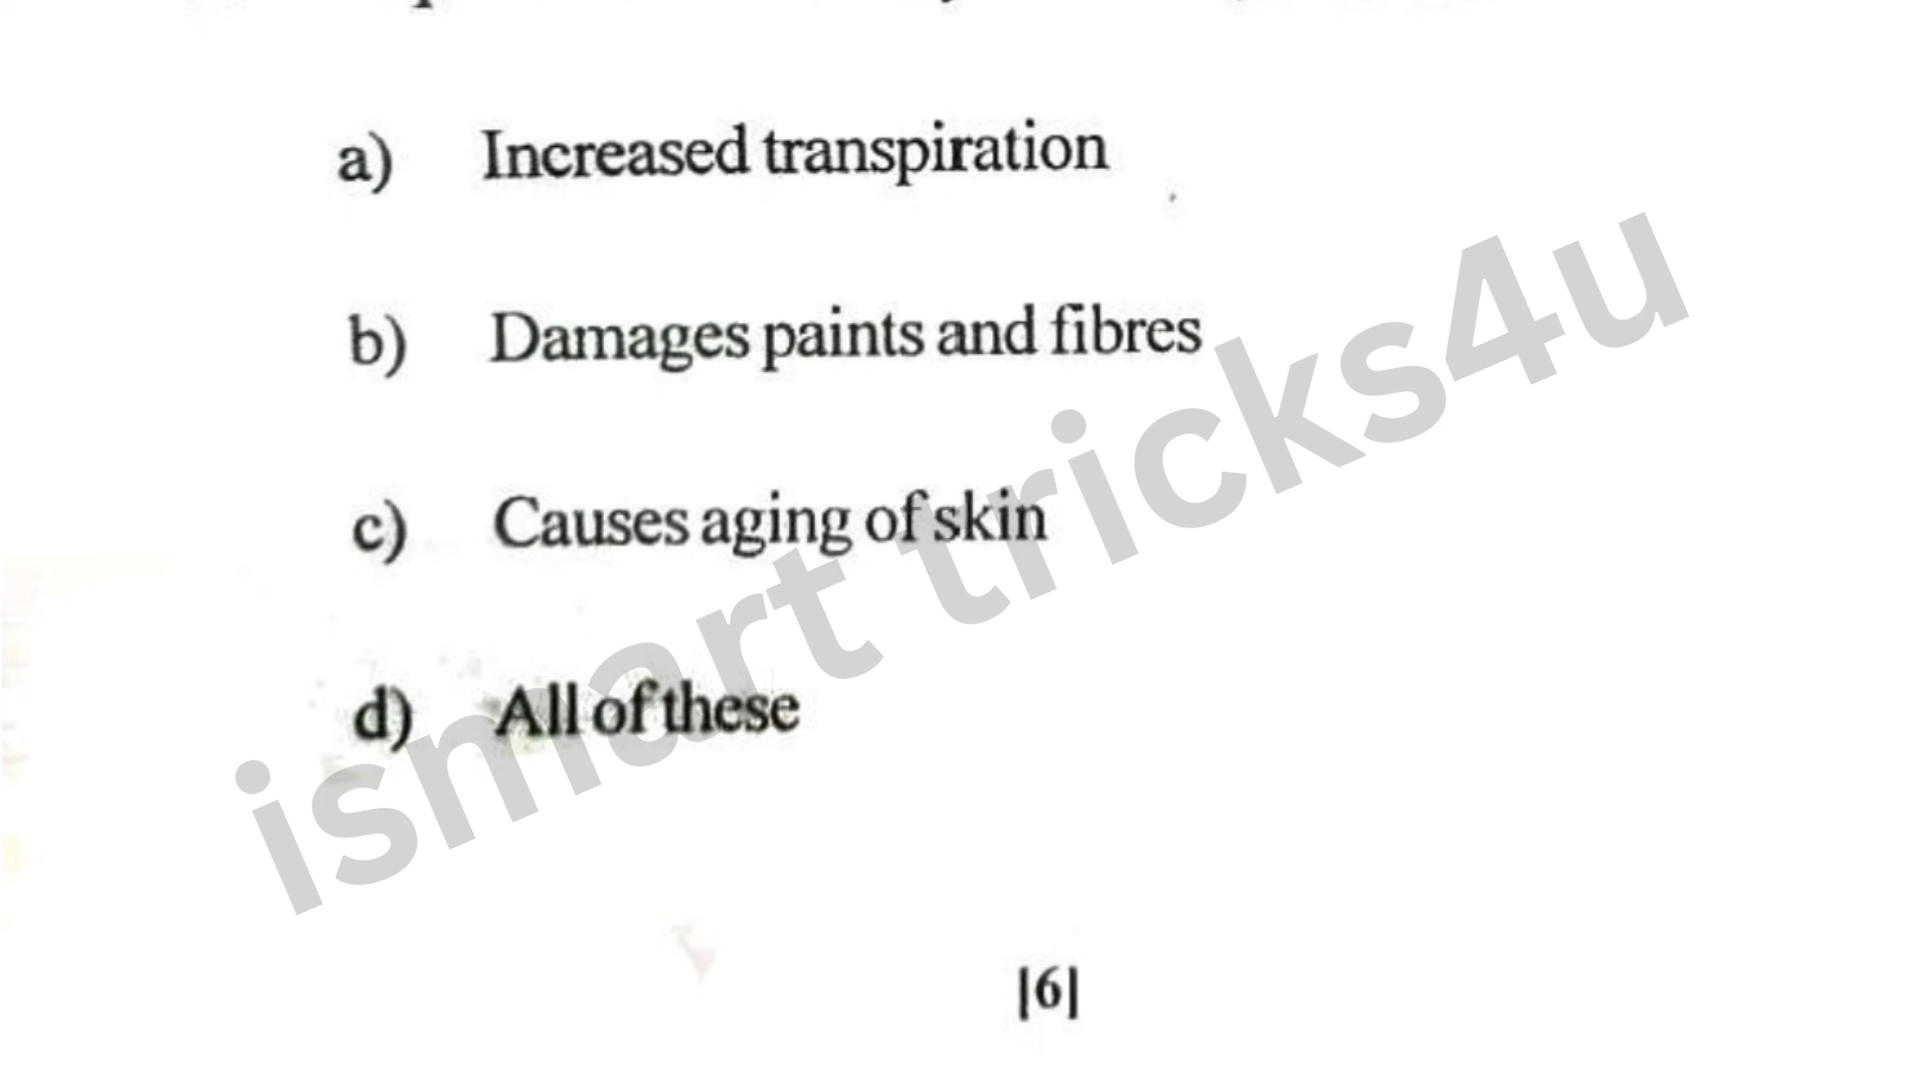 a) Increased transpiration
b) Damages paints and fibres
c) Causes aging of skin
d) All of these
ismart tricks4u
[6]